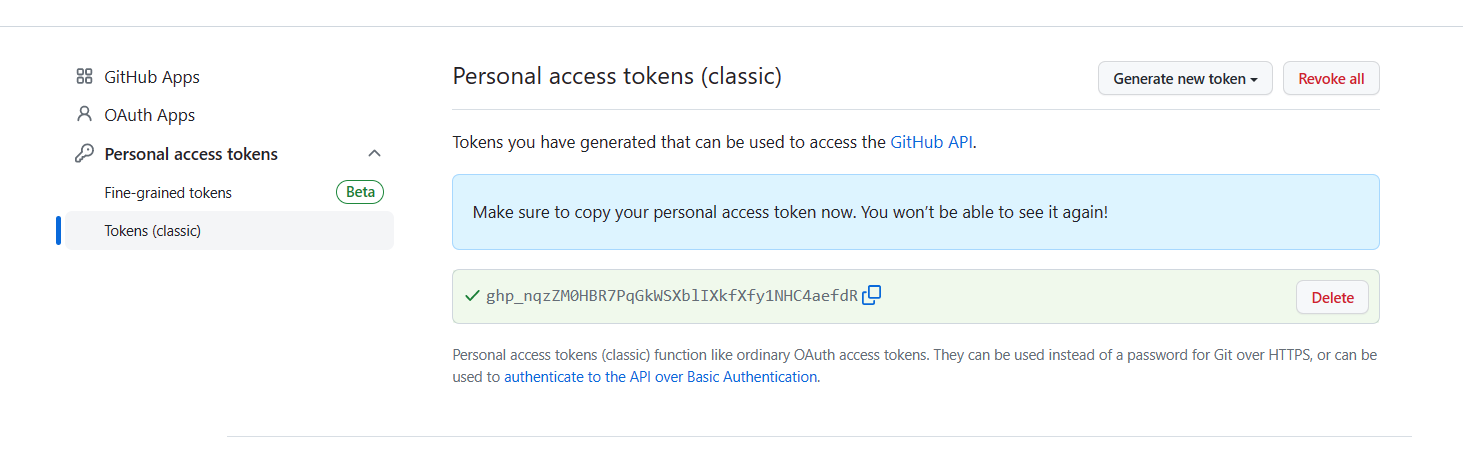 GitHub Apps
OAuth Apps
Personal access tokens
Fine-grained tokens Beta
Tokens (classic)
Personal access tokens (classic)
Generate new token
Revoke all
Tokens you have generated that can be used to access the GitHub API.
Make sure to copy your personal access token now. You won’t be able to see it again!
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
Delete
Personal access tokens (classic) function like ordinary OAuth access tokens. They can be used instead of a password for Git over HTTPS, or can be
used to authenticate to the API over Basic Authentication.